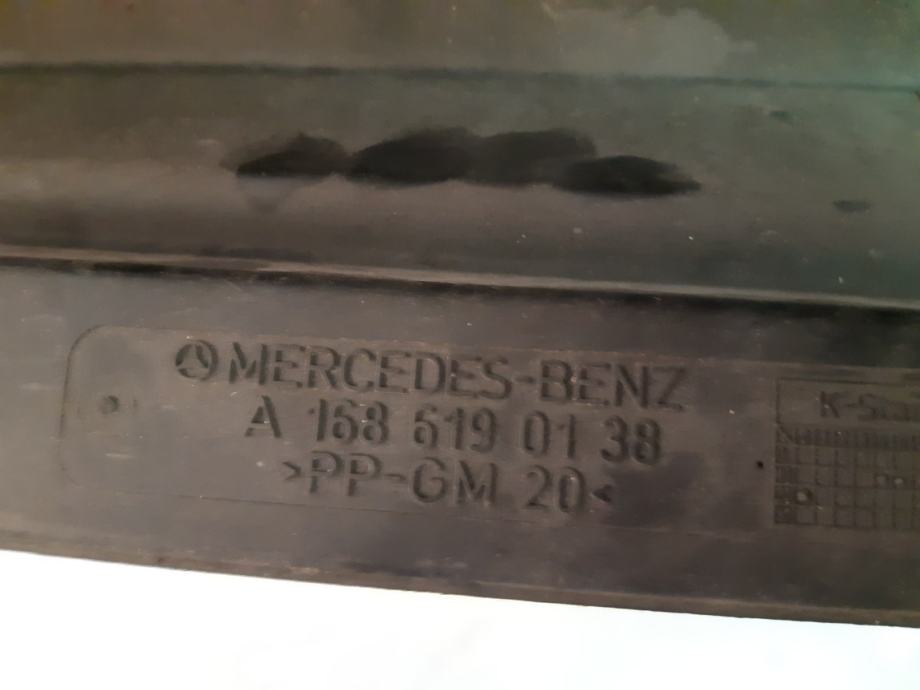 MERCEDES-BENZ
A 168 619 01 38
>PP-GM 20<